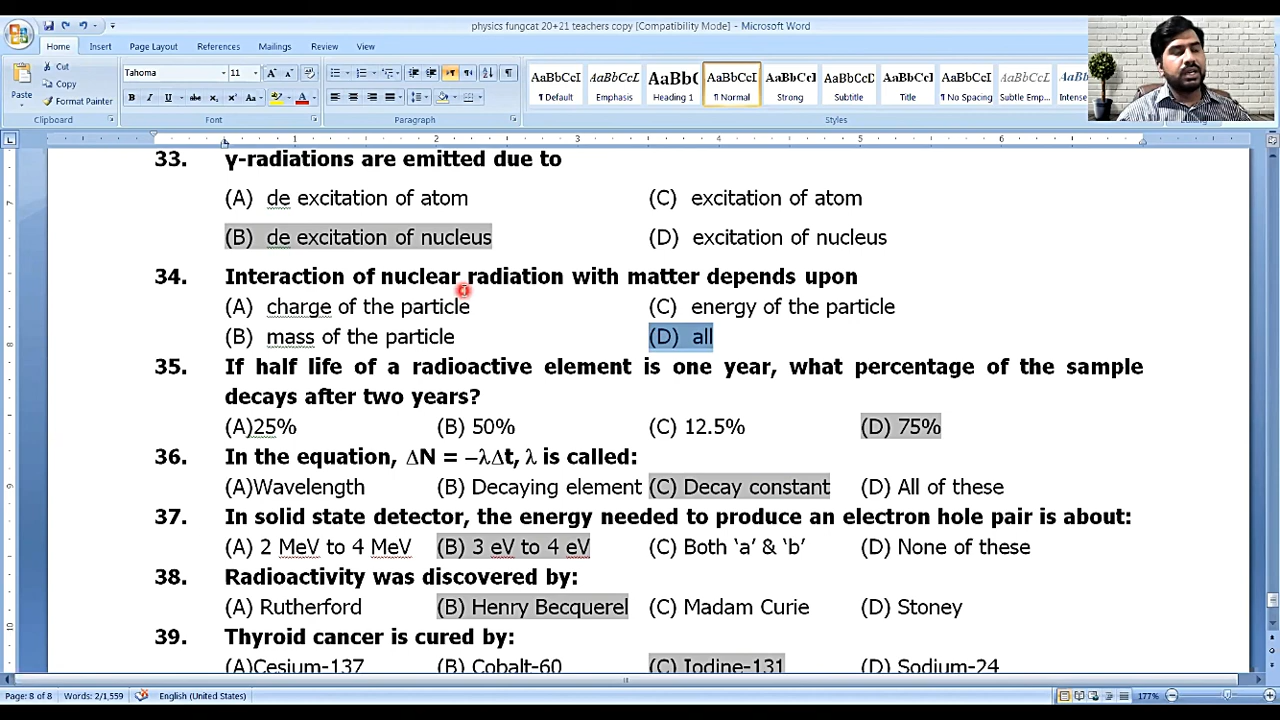 physics fungcat 20+21 teachers copy [Compatibility Mode] - Microsoft Word
Home Insert Page Layout References Mailings Review View
Paste
Cut
Copy
Format Painter
Clipboard
Tahoma 11
Font
Paragraph
AaBbCcI AaBbCcI AaBb( AaBbCcI AaBbCcI AaBbCcD AaBbCcI AaBbCcI AaBbCcI AaBbC
Default Emphasis Heading 1 ¶ Normal Strong Subtitle Title ¶ No Spacing Subtle Emp... Intense
Styles
33. γ-radiations are emitted due to
(A) de excitation of atom (C) excitation of atom
(B) de excitation of nucleus (D) excitation of nucleus
34. Interaction of nuclear radiation with matter depends upon
(A) charge of the particle (C) energy of the particle
(B) mass of the particle (D) all
35. If half life of a radioactive element is one year, what percentage of the sample
decays after two years?
(A)25% (B) 50% (C) 12.5% (D) 75%
36. In the equation, ΔN = −λΔt, λ is called:
(A)Wavelength (B) Decaying element (C) Decay constant (D) All of these
37. In solid state detector, the energy needed to produce an electron hole pair is about:
(A) 2 MeV to 4 MeV (B) 3 eV to 4 eV (C) Both ‘a’ & ‘b’ (D) None of these
38. Radioactivity was discovered by:
(A) Rutherford (B) Henry Becquerel (C) Madam Curie (D) Stoney
39. Thyroid cancer is cured by:
(A)Cesium-137 (B) Cobalt-60 (C) Iodine-131 (D) Sodium-24
Page: 8 of 8 Words: 2/1,559 English (United States) 177%